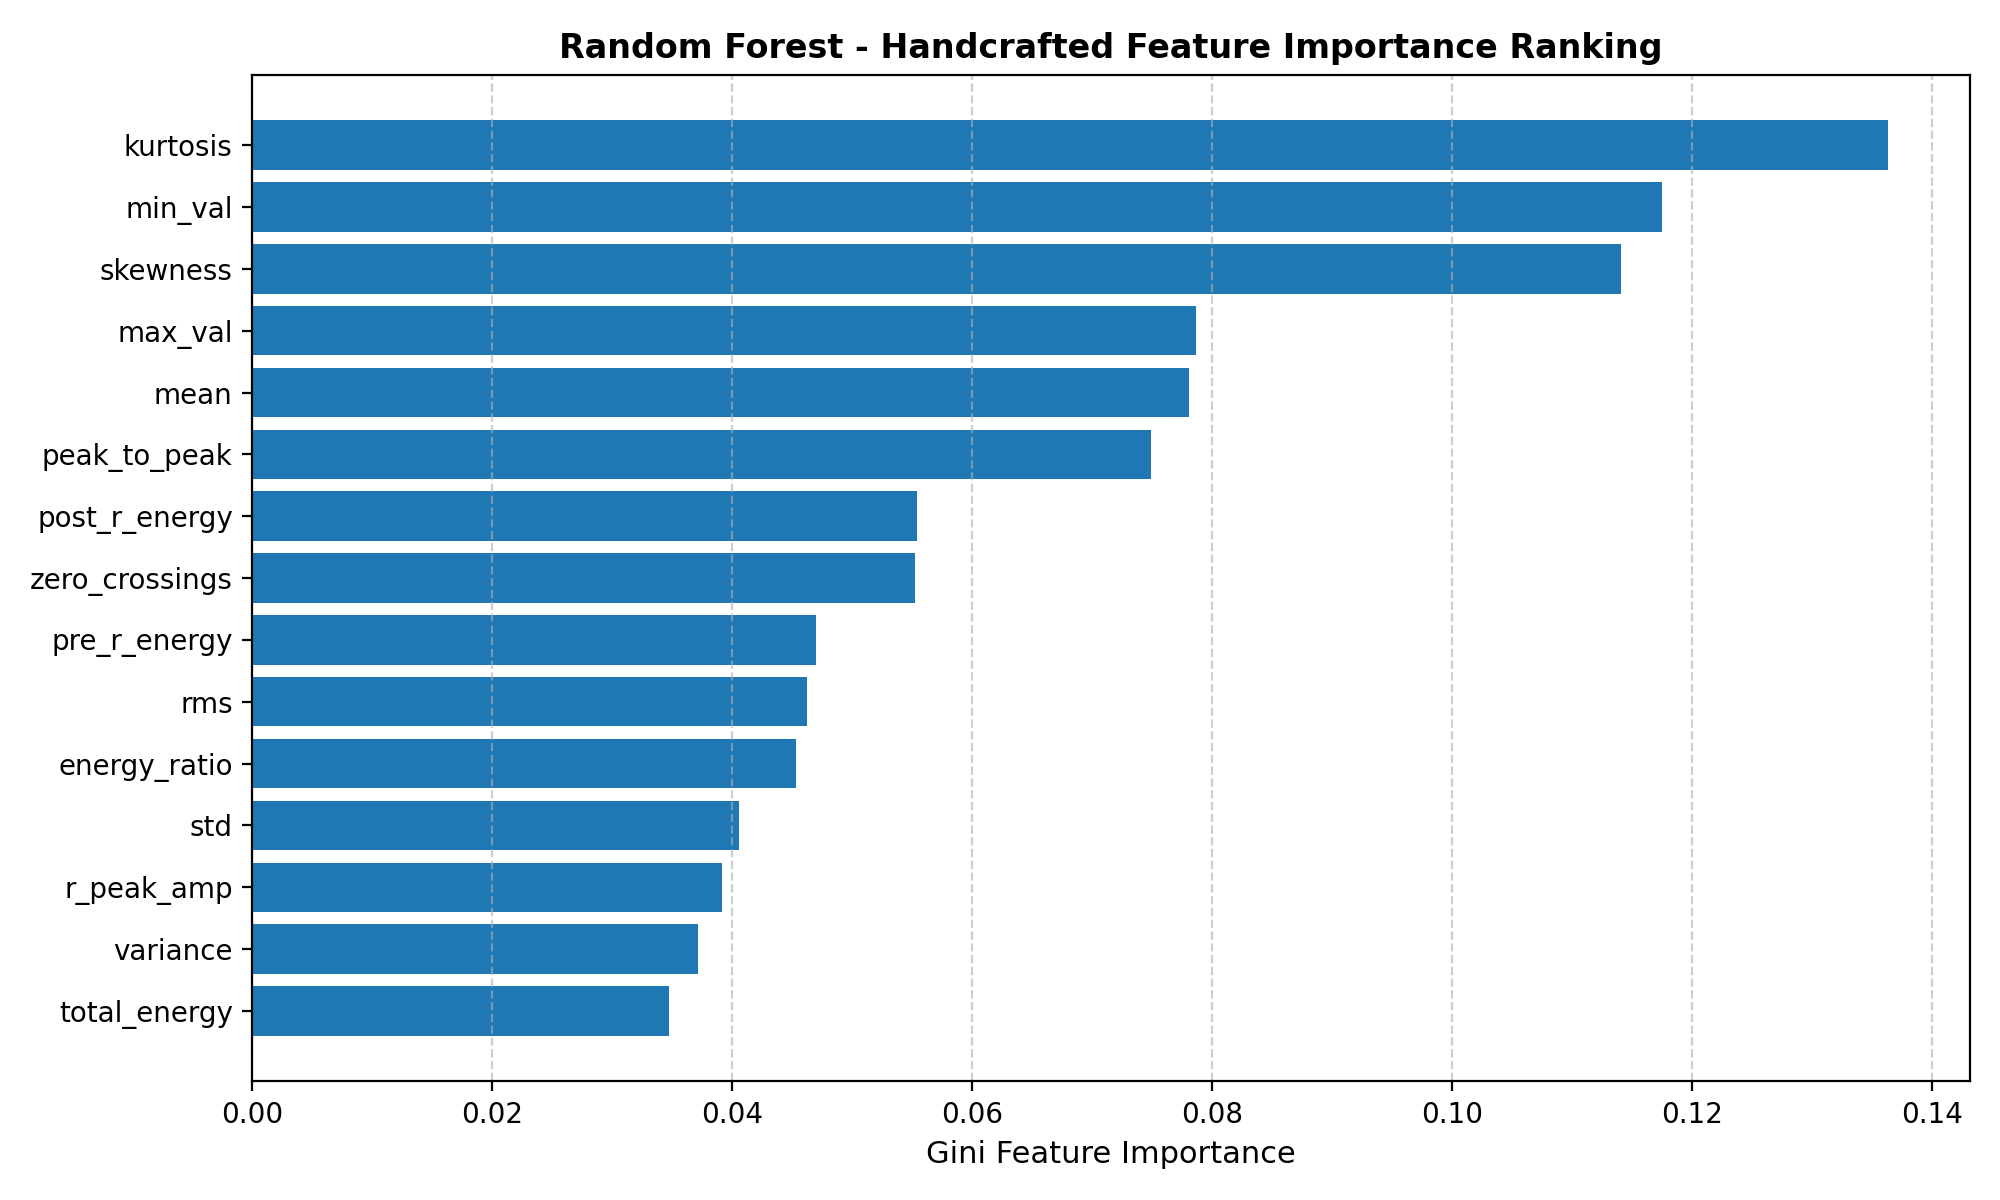 Random Forest - Handcrafted Feature Importance Ranking
kurtosis
min_val
skewness
max_val
mean
peak_to_peak
post_r_energy
zero_crossings
pre_r_energy
rms
energy_ratio
std
r_peak_amp
variance
total_energy
0.00 0.02 0.04 0.06 0.08 0.10 0.12 0.14
Gini Feature Importance